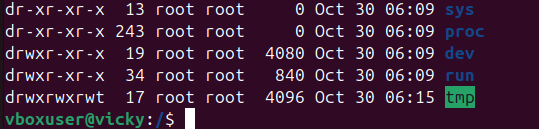 dr-xr-xr-x  13 root root    0 Oct 30 06:09 sys
dr-xr-xr-x 243 root root    0 Oct 30 06:09 proc
drwxr-xr-x  19 root root 4080 Oct 30 06:09 dev
drwxr-xr-x  34 root root  840 Oct 30 06:09 run
drwxrwxrwt  17 root root 4096 Oct 30 06:15 tmp
vboxuser@vicky:/$